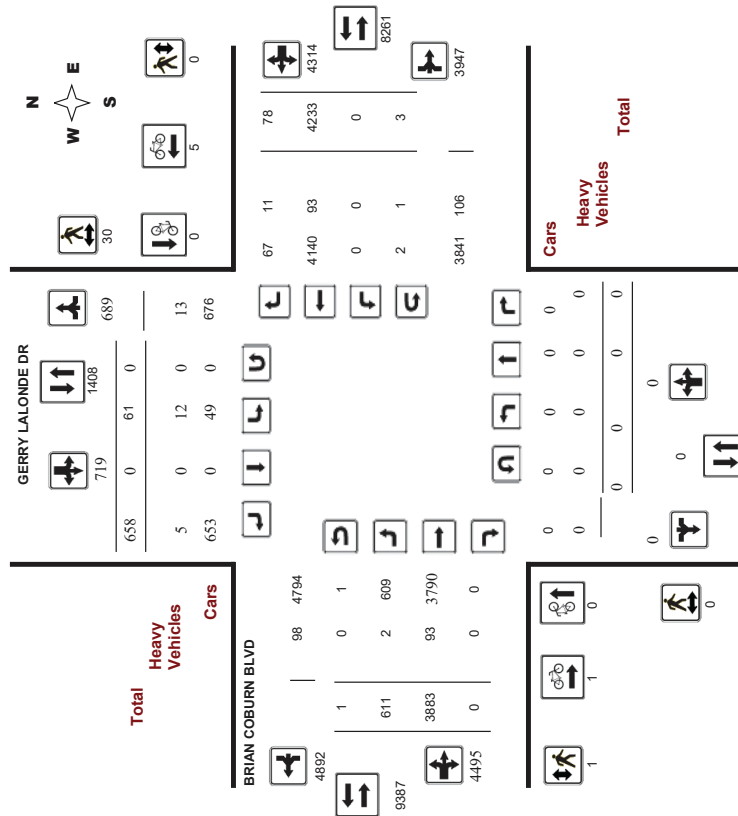 N
W E
S
30
0
0
5
GERRY LALONDE DR
719
1408
689
658 0 61 0
5 0 12 0 13
653 0 49 0 676
Total
Heavy
Vehicles
Cars
67 11 78 4314
4140 93 4233 8261
0 0 0
2 1 3
3841 106 3947
BRIAN COBURN BLVD
4892 98 4794
9387 1 0 1
611 2 609
4495 3883 93 3790
0 0 0
Cars
Heavy
Vehicles
Total
0 0 0 0 0
0 0 0 0 0
0 0 0 0
0
0
0
1
1
0
0